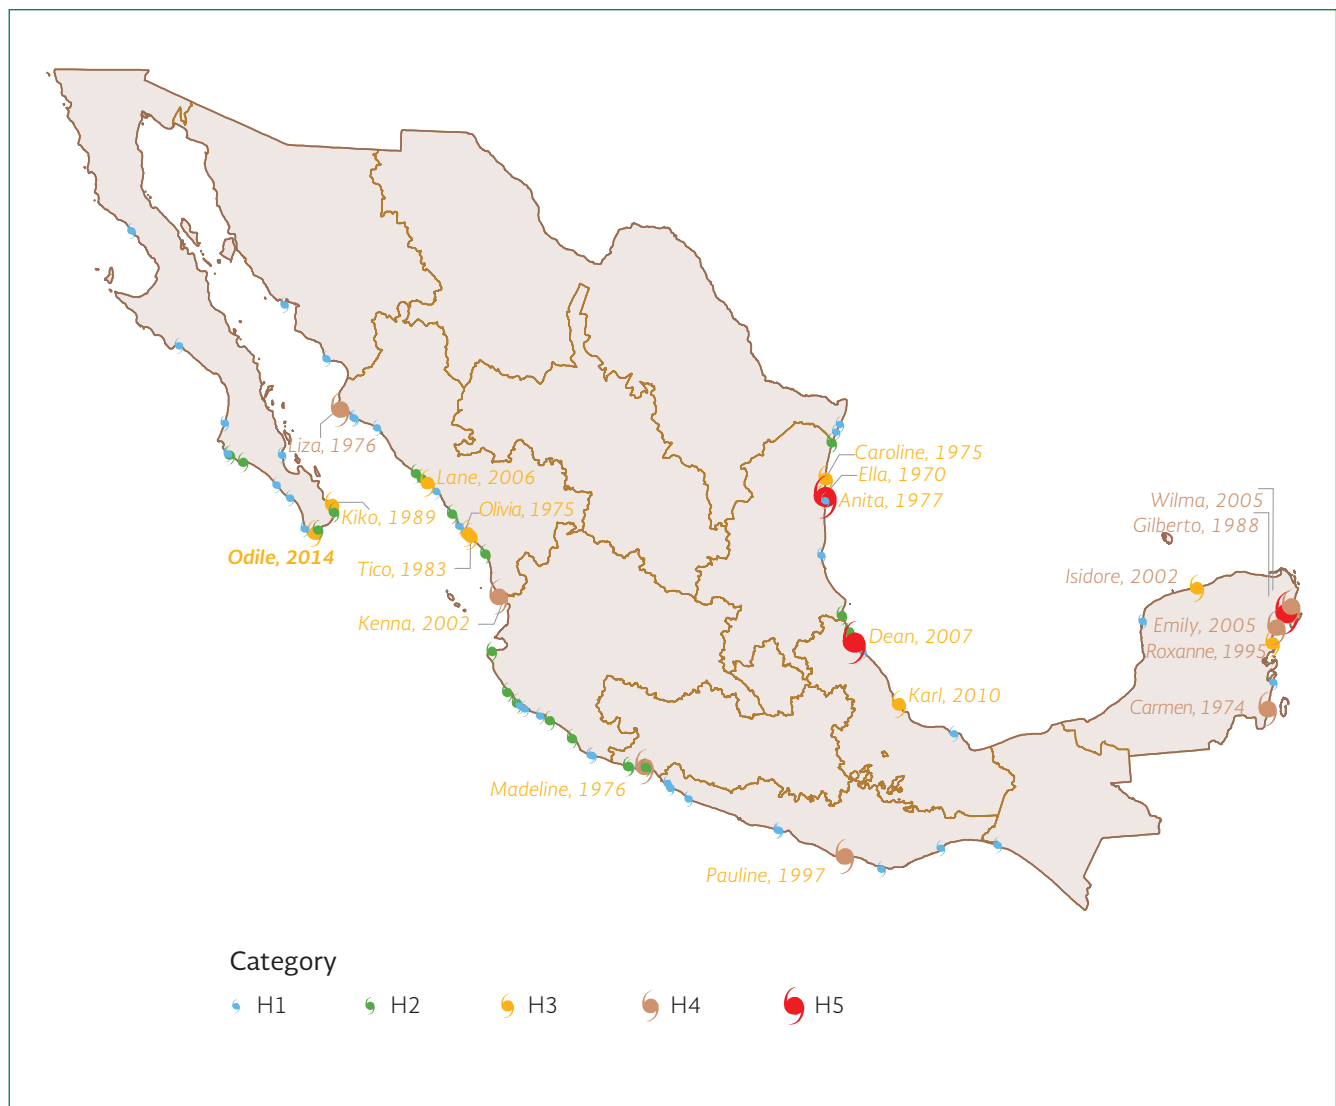 Caroline, 1975
Liza, 1976
Ella, 1970
Lane, 2006
Anita, 1977
Wilma, 2005
Olivia, 1975
Kiko, 1989
Gilberto, 1988
Odile, 2014
Tico, 1983
Isidore, 2002
Kenna, 2002
Emily, 2005
Dean, 2007
Roxanne, 1995
Karl, 2010
Carmen, 1974
Madeline, 1976
Pauline, 1997
Category
H1 H2 H3 H4 H5